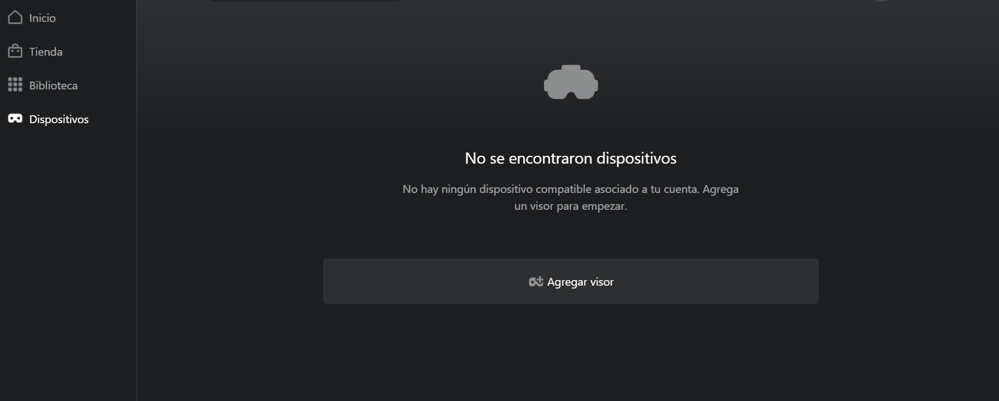 Inicio
Tienda
Biblioteca
Dispositivos
No se encontraron dispositivos
No hay ningún dispositivo compatible asociado a tu cuenta. Agrega
un visor para empezar.
Agregar visor